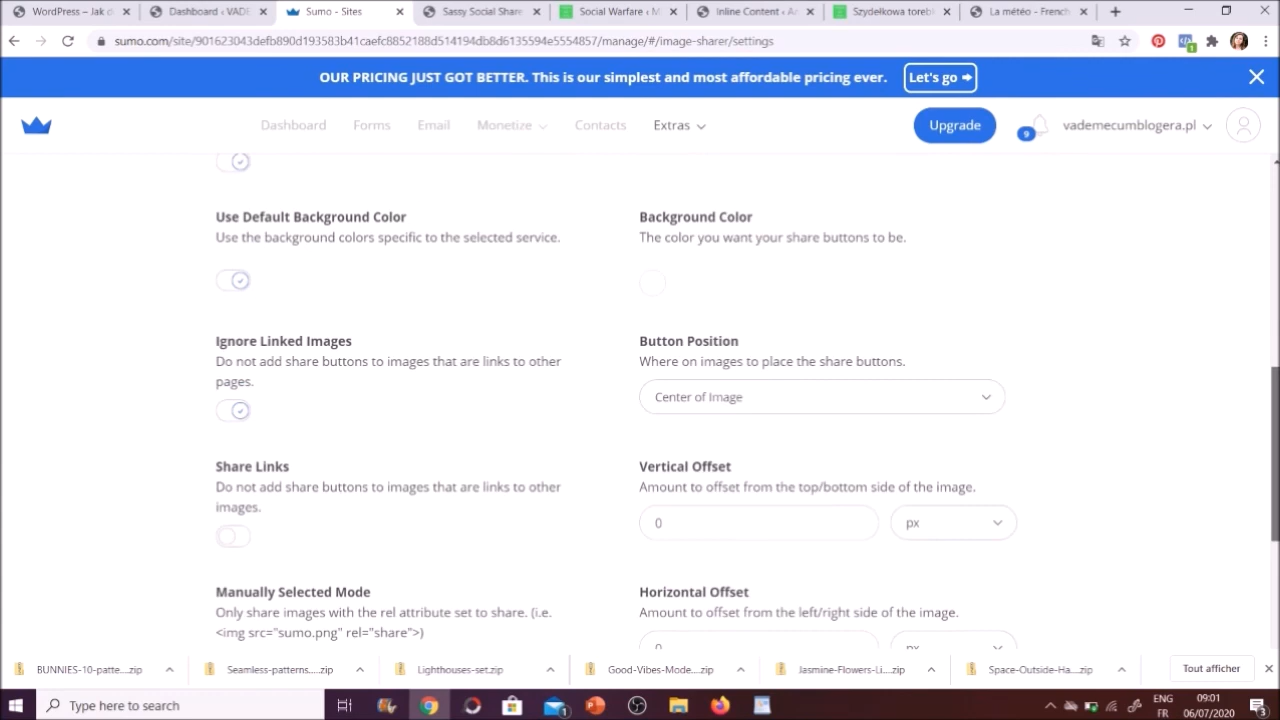 WordPress – Jak d
Dashboard ‹ VADE
Sumo - Sites
Sassy Social Share
Social Warfare ‹ M
Inline Content ‹ A
Szydełkowa toreb
La météo – French
sumo.com/site/901623043defb890d193583b41caefc8852188d514194db8d6135594e5554857/manage/#/image-sharer/settings
OUR PRICING JUST GOT BETTER. This is our simplest and most affordable pricing ever.
Let's go
Dashboard
Forms
Email
Monetize
Contacts
Extras
Upgrade
9
vademecumblogera.pl
Use Default Background Color
Use the background colors specific to the selected service.
Background Color
The color you want your share buttons to be.
Ignore Linked Images
Do not add share buttons to images that are links to other
pages.
Button Position
Where on images to place the share buttons.
Center of Image
Share Links
Do not add share buttons to images that are links to other
images.
Vertical Offset
Amount to offset from the top/bottom side of the image.
0
px
Manually Selected Mode
Only share images with the rel attribute set to share. (i.e.
<img src="sumo.png" rel="share">)
Horizontal Offset
Amount to offset from the left/right side of the image.
0
px
BUNNIES-10-patte....zip
Seamless-patterns.....zip
Lighthouses-set.zip
Good-Vibes-Mode....zip
Jasmine-Flowers-Li....zip
Space-Outside-Ha....zip
Tout afficher
Type here to search
1
ENG
FR
09:01
06/07/2020
3